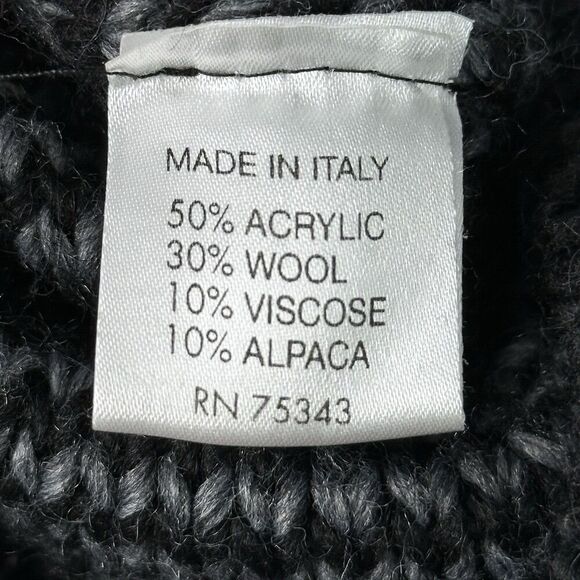 MADE IN ITALY
50% ACRYLIC
30% WOOL
10% VISCOSE
10% ALPACA
RN 75343